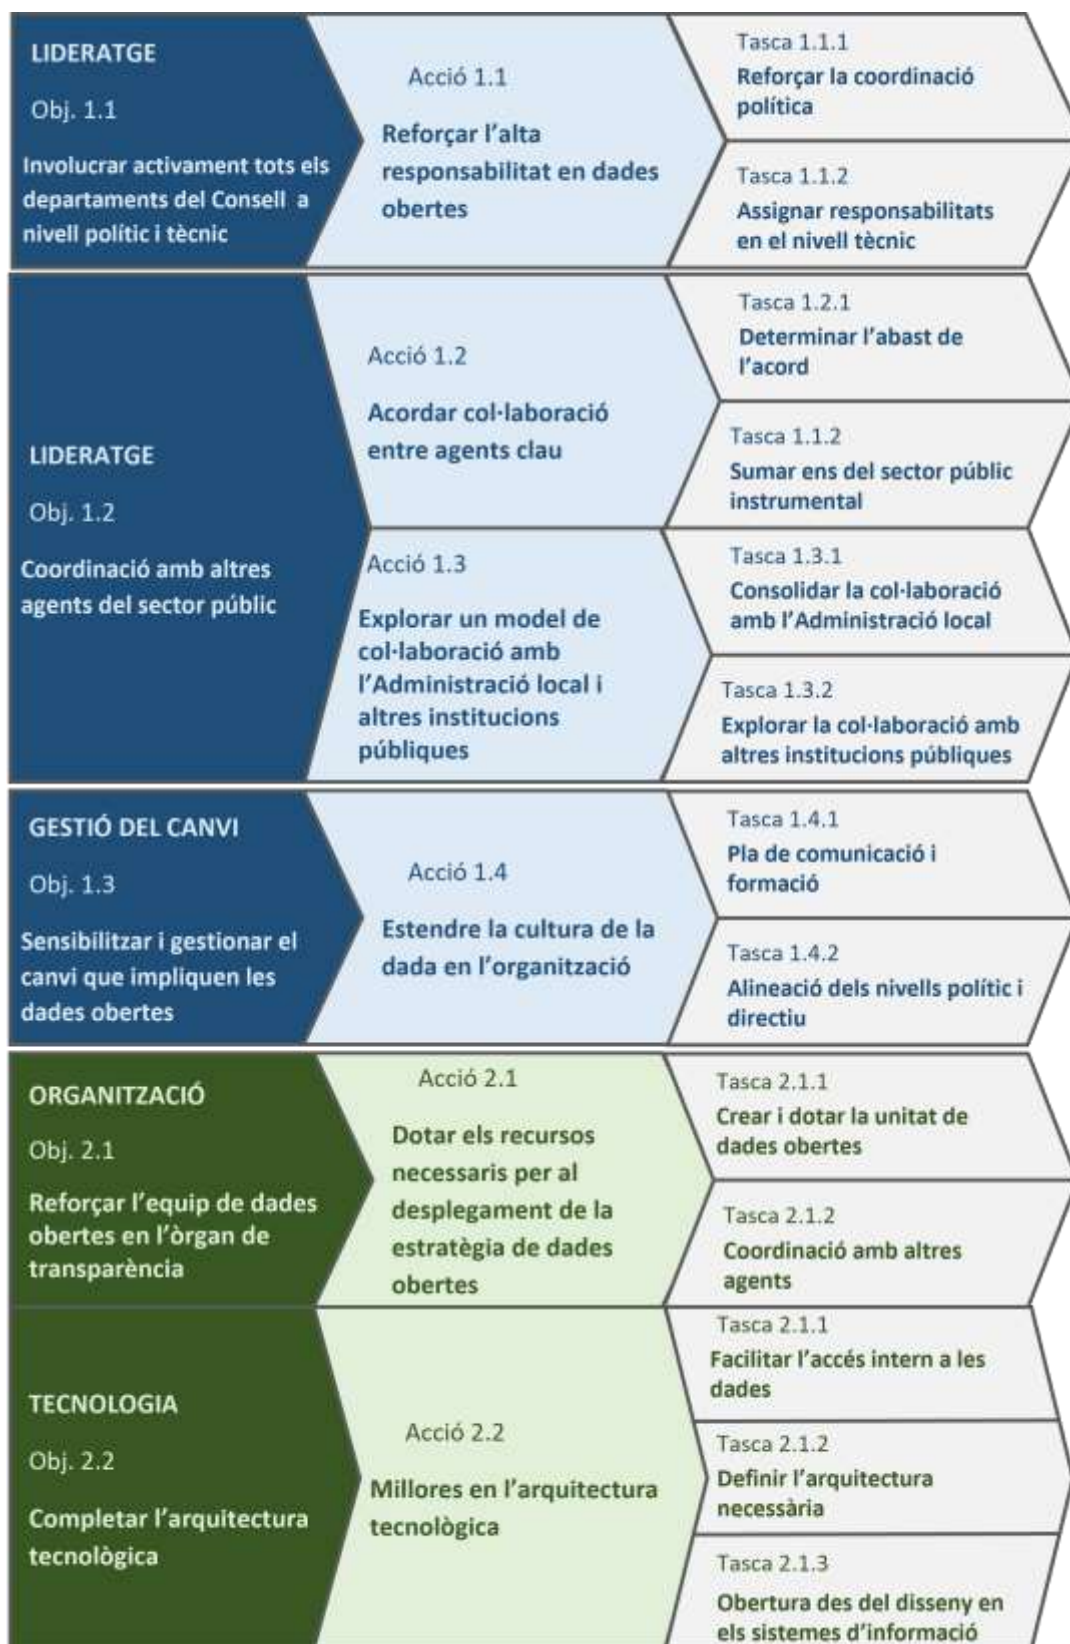 LIDERATGE
Obj. 1.1
Involucrar activament tots els
departaments del Consell a
nivell polític i tècnic
Acció 1.1
Reforçar l'alta
responsabilitat en dades
obertes
Tasca 1.1.1
Reforçar la coordinació
política
Tasca 1.1.2
Assignar responsabilitats
en el nivell tècnic
LIDERATGE
Obj. 1.2
Coordinació amb altres
agents del sector públic
Acció 1.2
Acordar col·laboració
entre agents clau
Tasca 1.2.1
Determinar l'abast de
l'acord
Tasca 1.1.2
Sumar ens del sector públic
instrumental
Acció 1.3
Explorar un model de
col·laboració amb
l'Administració local i
altres institucions
públiques
Tasca 1.3.1
Consolidar la col·laboració
amb l'Administració local
Tasca 1.3.2
Explorar la col·laboració amb
altres institucions públiques
GESTIÓ DEL CANVI
Obj. 1.3
Sensibilitzar i gestionar el
canvi que impliquen les
dades obertes
Acció 1.4
Estendre la cultura de la
dada en l'organització
Tasca 1.4.1
Pla de comunicació i
formació
Tasca 1.4.2
Alineació dels nivells polític i
directiu
ORGANITZACIÓ
Obj. 2.1
Reforçar l'equip de dades
obertes en l'òrgan de
transparència
Acció 2.1
Dotar els recursos
necessaris per al
desplegament de la
estratègia de dades
obertes
Tasca 2.1.1
Crear i dotar la unitat de
dades obertes
Tasca 2.1.2
Coordinació amb altres
agents
TECNOLOGIA
Obj. 2.2
Completar l'arquitectura
tecnològica
Acció 2.2
Millores en l'arquitectura
tecnològica
Tasca 2.1.1
Facilitar l'accés intern a les
dades
Tasca 2.1.2
Definir l'arquitectura
necessària
Tasca 2.1.3
Obertura des del disseny en
els sistemes d'informació